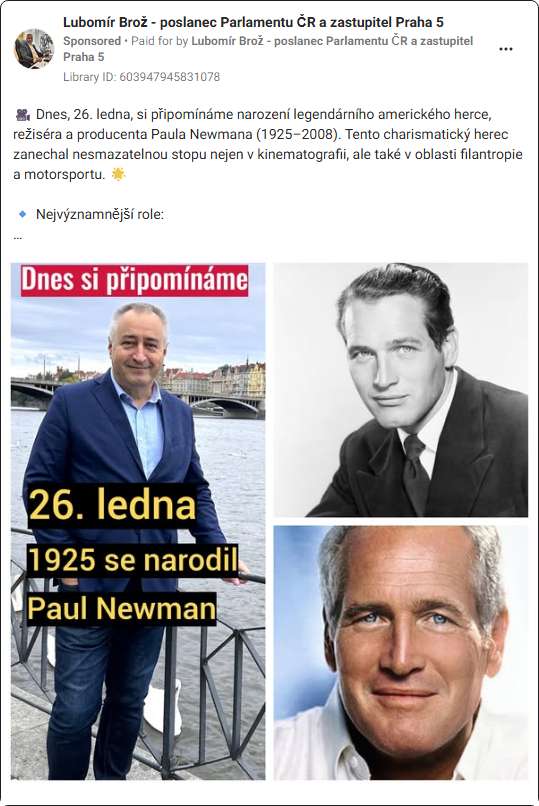 Lubomír Brož - poslanec Parlamentu ČR a zastupitel Praha 5
Sponsored • Paid for by Lubomír Brož - poslanec Parlamentu ČR a zastupitel
Praha 5
Library ID: 603947945831078
🎥 Dnes, 26. ledna, si připomínáme narození legendárního amerického herce,
režiséra a producenta Paula Newmana (1925–2008). Tento charismatický herec
zanechal nesmazatelnou stopu nejen v kinematografii, ale také v oblasti filantropie
a motorsportu. 🌟
🔹 Nejvýznamnější role:
...
Dnes si připomínáme
26. ledna
1925 se narodil
Paul Newman